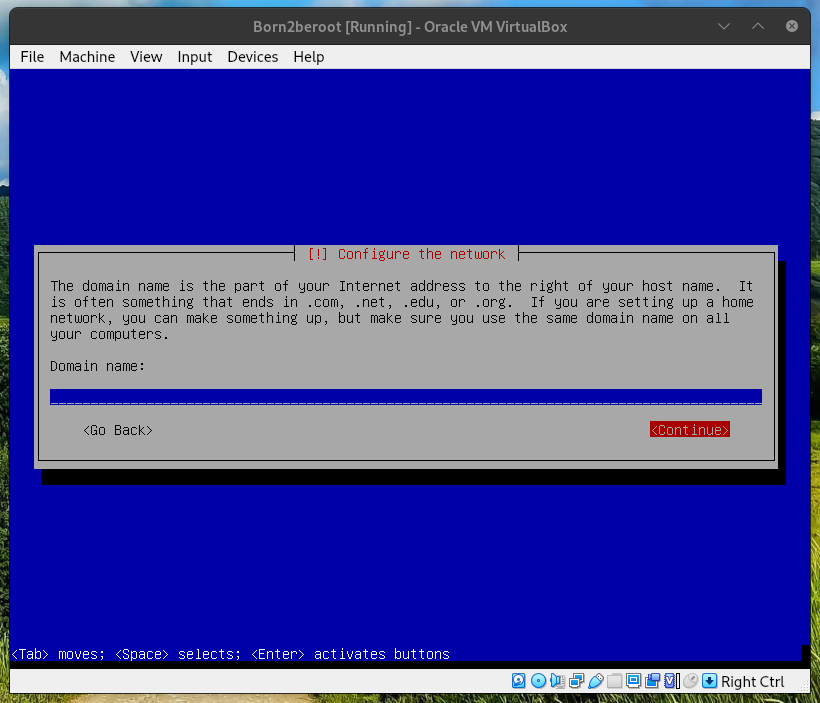 Born2beroot [Running] - Oracle VM VirtualBox
File Machine View Input Devices Help
[!] Configure the network
The domain name is the part of your Internet address to the right of your host name.  It
is often something that ends in .com, .net, .edu, or .org.  If you are setting up a home
network, you can make something up, but make sure you use the same domain name on all
your computers.
Domain name:
<Go Back> <Continue>
<Tab> moves; <Space> selects; <Enter> activates buttons
Right Ctrl